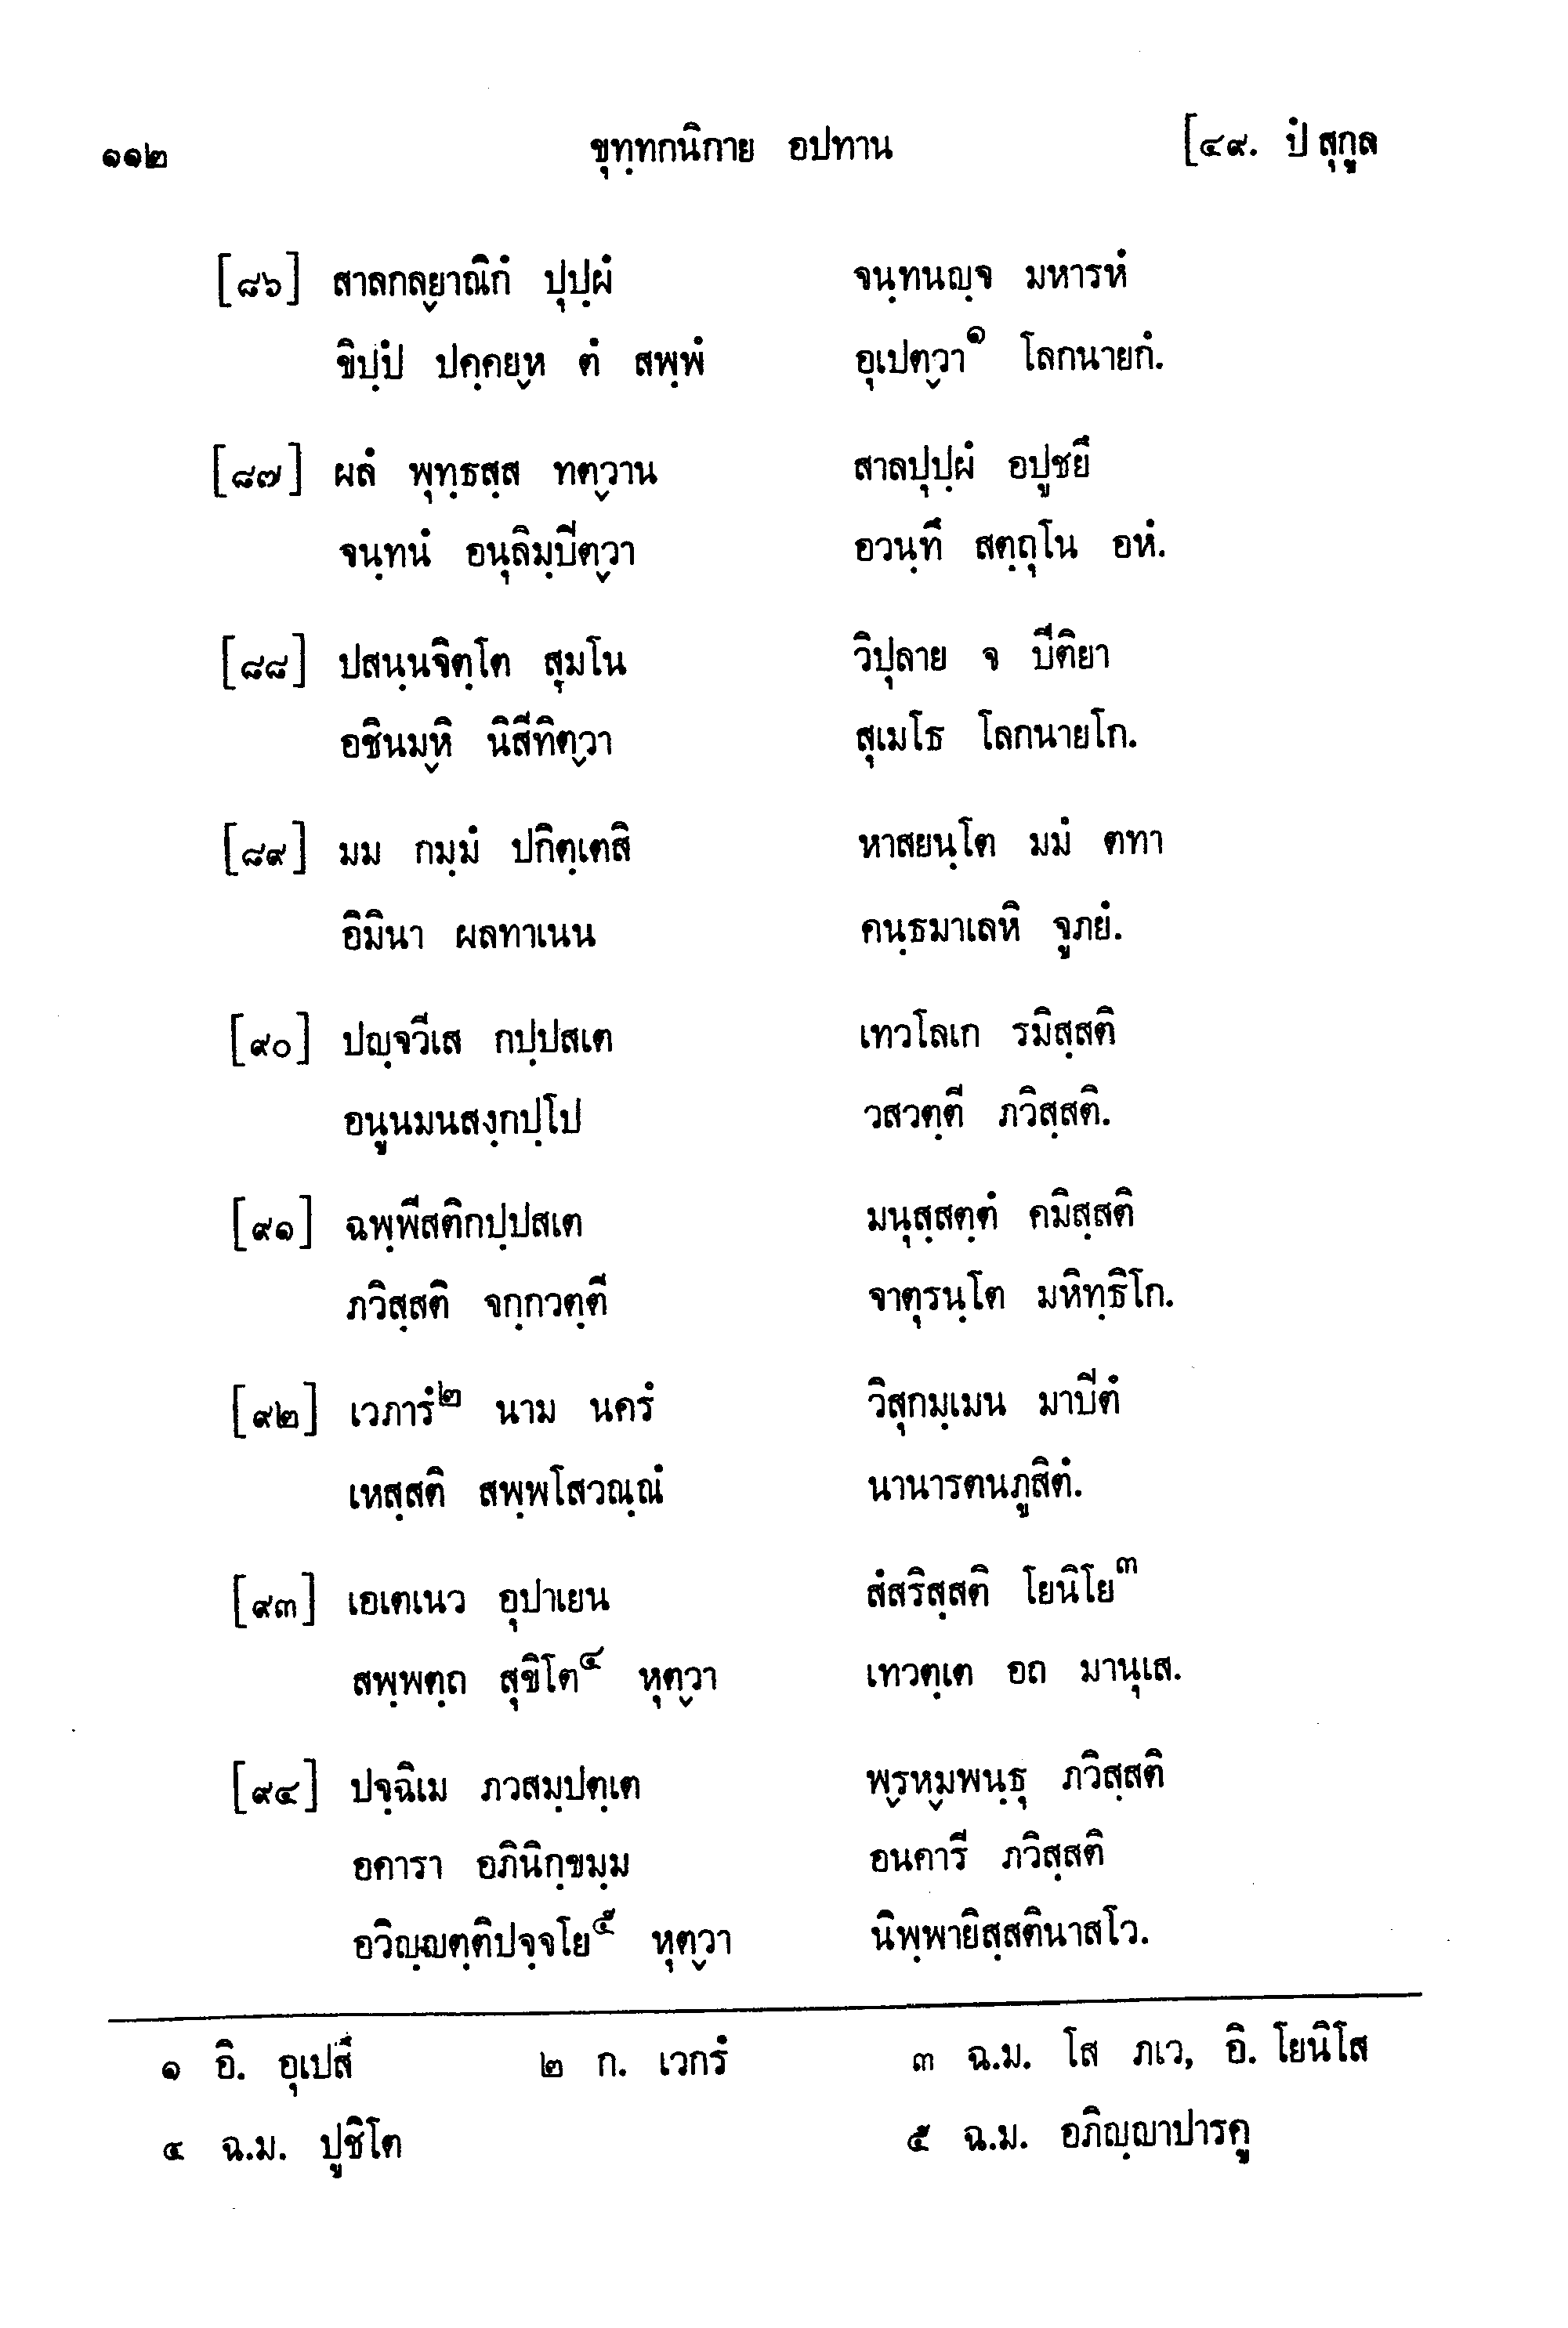 ๑๑๒ ขุทฺทกนิกาย อปทาน [๔๙. ปํสุกูล
[๘๖] สาลกลฺยาณิกํ ปุปฺผํ จนฺทนญฺจ มหารหํ
ขิปฺปํ ปคฺคยฺห ตํ สพฺพํ อุเปตฺวา๑ โลกนายกํ.
[๘๗] ผลํ พุทฺธสฺส ทตฺวาน สาลปุปฺผํ อปูชยึ
จนฺทนํ อนุลิมฺปีตฺวา อวนฺทึ สตฺถุโน อหํ.
[๘๘] ปสนฺนจิตฺโต สุมโน วิปุลาย จ ปีติยา
อชินมฺหิ นิสีทิตฺวา สุเมโธ โลกนายโก.
[๘๙] มม กมฺมํ ปกิตฺเตสิ หาสยนฺโต มมํ ตทา
อิมินา ผลทาเนน คนฺธมาเลหิ จูภยํ.
[๙๐] ปญฺจวีเส กปฺปสเต เทวโลเก รมิสฺสติ
อนูนมนสงฺกปฺโป วสวตฺตี ภวิสฺสติ.
[๙๑] ฉพฺพีสติกปฺปสเต มนุสฺสตฺตํ คมิสฺสติ
ภวิสฺสติ จกฺกวตฺตี จาตุรนฺโต มหิทฺธิโก.
[๙๒] เวภารํ๒ นาม นครํ วิสุกมฺเมน มาปีตํ
เหสฺสติ สพฺพโสวณฺณํ นานารตนภูสิตํ.
[๙๓] เอเตเนว อุปาเยน สํสริสฺสติ โยนิโย๓
สพฺพตฺถ สุขิโต๔ หุตฺวา เทวตฺเต อถ มานุเส.
[๙๔] ปจฺฉิเม ภวสมฺปตฺเต พฺรหฺมพนฺธุ ภวิสฺสติ
อคารา อภินิกฺขมฺม อนคารี ภวิสฺสติ
อวิญฺญตฺติปจฺจโย๕ หุตฺวา นิพฺพายิสฺสตินาสโว.
๑ อิ. อุเปสึ ๒ ก. เวกรํ ๓ ฉ.ม. โส ภเว, อิ. โยนิโส
๔ ฉ.ม. ปูชิโต ๕ ฉ.ม. อภิญฺญาปารคู